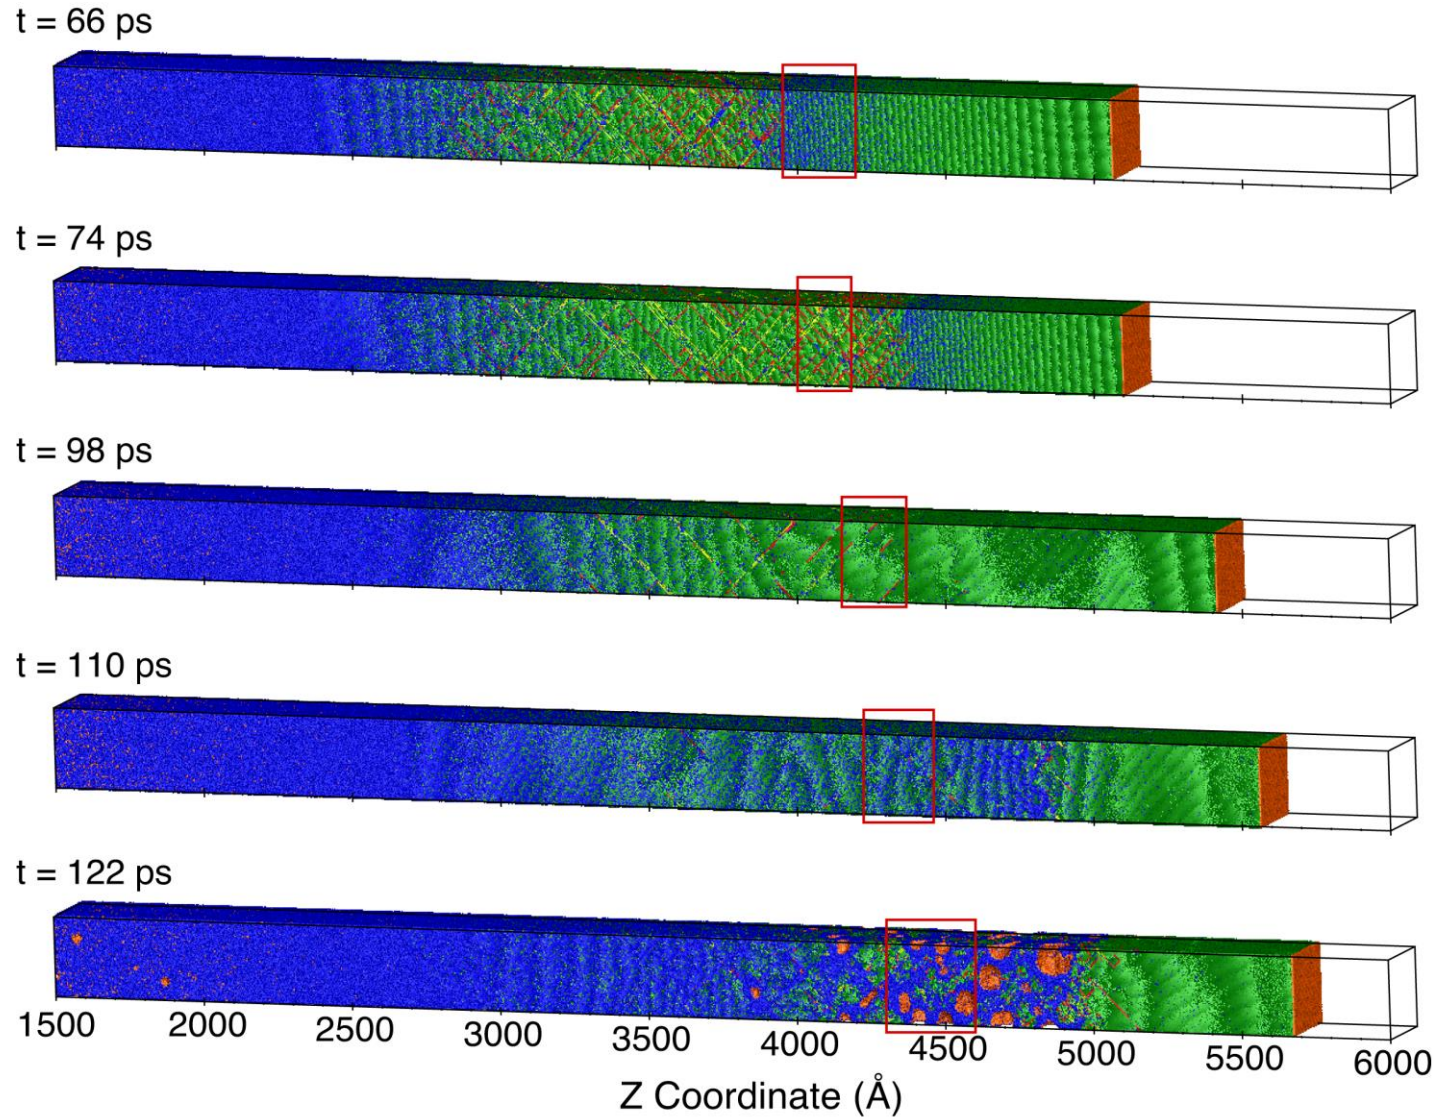 t = 66 ps
t = 74 ps
t = 98 ps
t = 110 ps
t = 122 ps
1500 2000 2500 3000 3500 4000 4500 5000 5500 6000
Z Coordinate (Å)